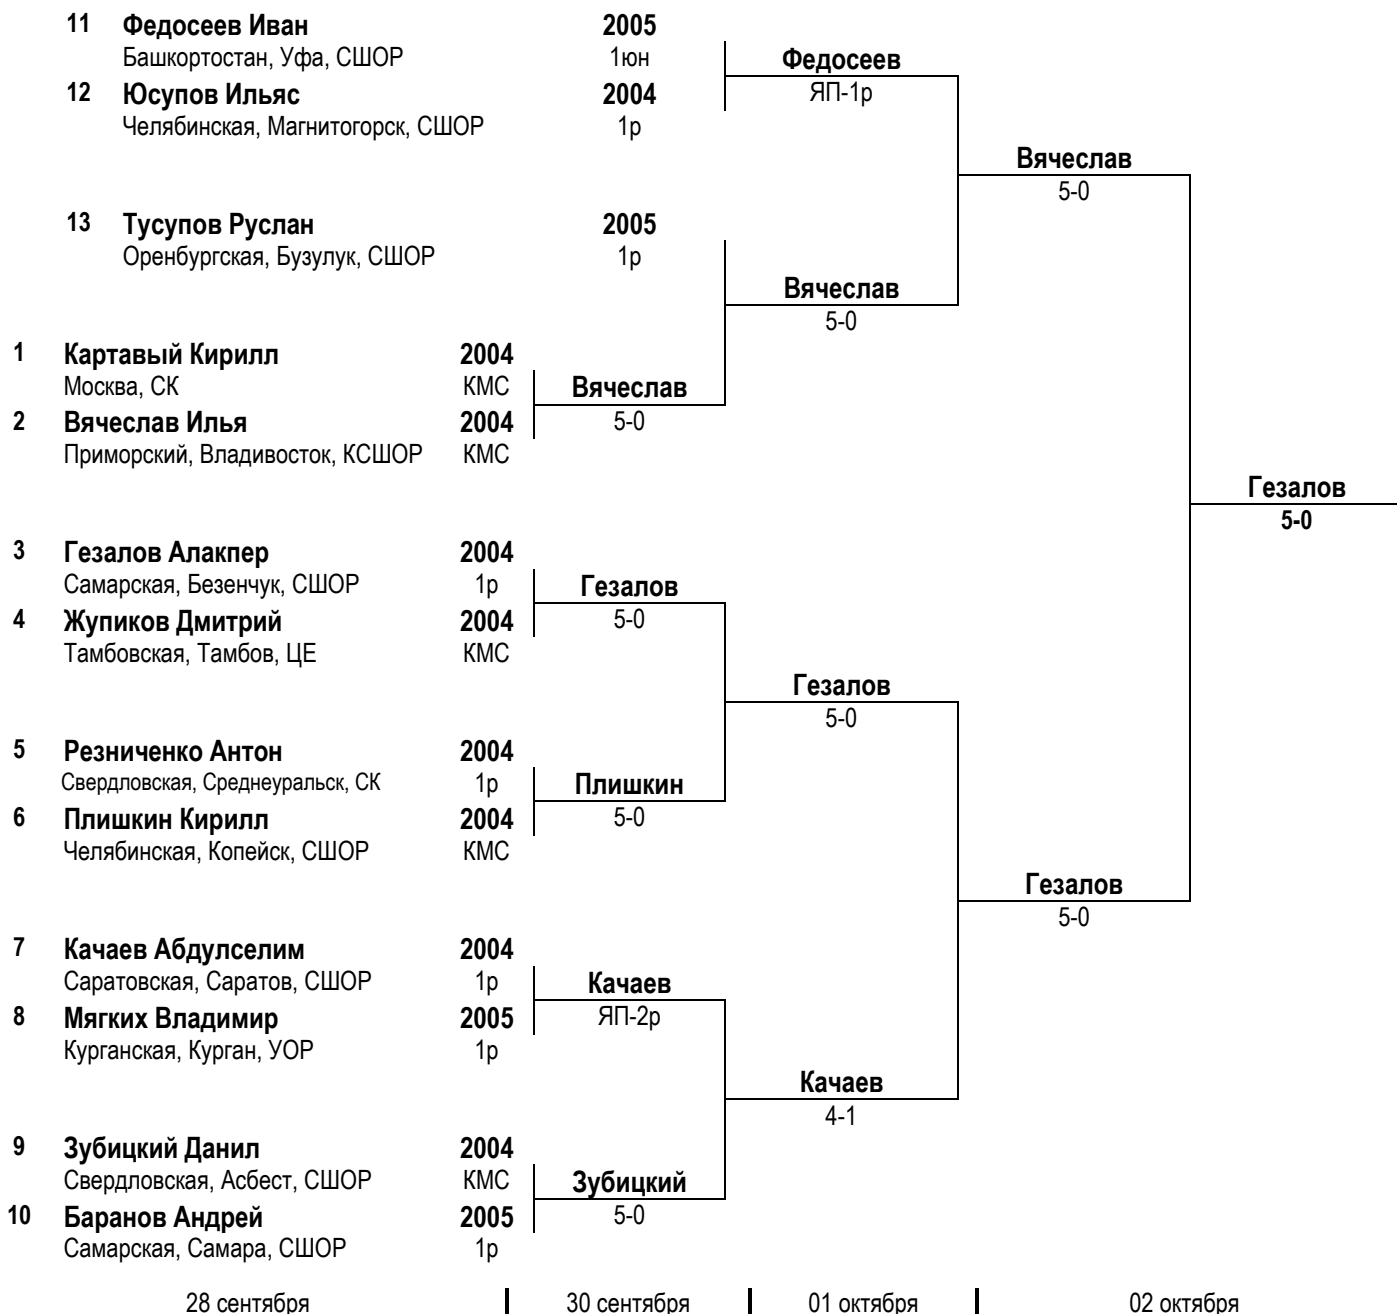 11 Федосеев Иван 2005
Башкортостан, Уфа, СШОР 1юн Федосеев
12 Юсупов Ильяс 2004 ЯП-1р
Челябинская, Магнитогорск, СШОР 1р
Вячеслав
5-0
13 Тусупов Руслан 2005
Оренбургская, Бузулук, СШОР 1р
Вячеслав
5-0
1 Картавый Кирилл 2004
Москва, СК КМС Вячеслав
2 Вячеслав Илья 2004 5-0
Приморский, Владивосток, КСШОР КМС
Гезалов
5-0
3 Гезалов Алакпер 2004
Самарская, Безенчук, СШОР 1р Гезалов
4 Жупиков Дмитрий 2004 5-0
Тамбовская, Тамбов, ЦЕ КМС
Гезалов
5-0
5 Резниченко Антон 2004
Свердловская, Среднеуральск, СК 1р Плишкин
6 Плишкин Кирилл 2004 5-0
Челябинская, Копейск, СШОР КМС
Гезалов
5-0
7 Качаев Абдулселим 2004
Саратовская, Саратов, СШОР 1р Качаев
8 Мягких Владимир 2005 ЯП-2р
Курганская, Курган, УОР 1р
Качаев
4-1
9 Зубицкий Данил 2004
Свердловская, Асбест, СШОР КМС Зубицкий
10 Баранов Андрей 2005 5-0
Самарская, Самара, СШОР 1р
28 сентября 30 сентября 01 октября 02 октября